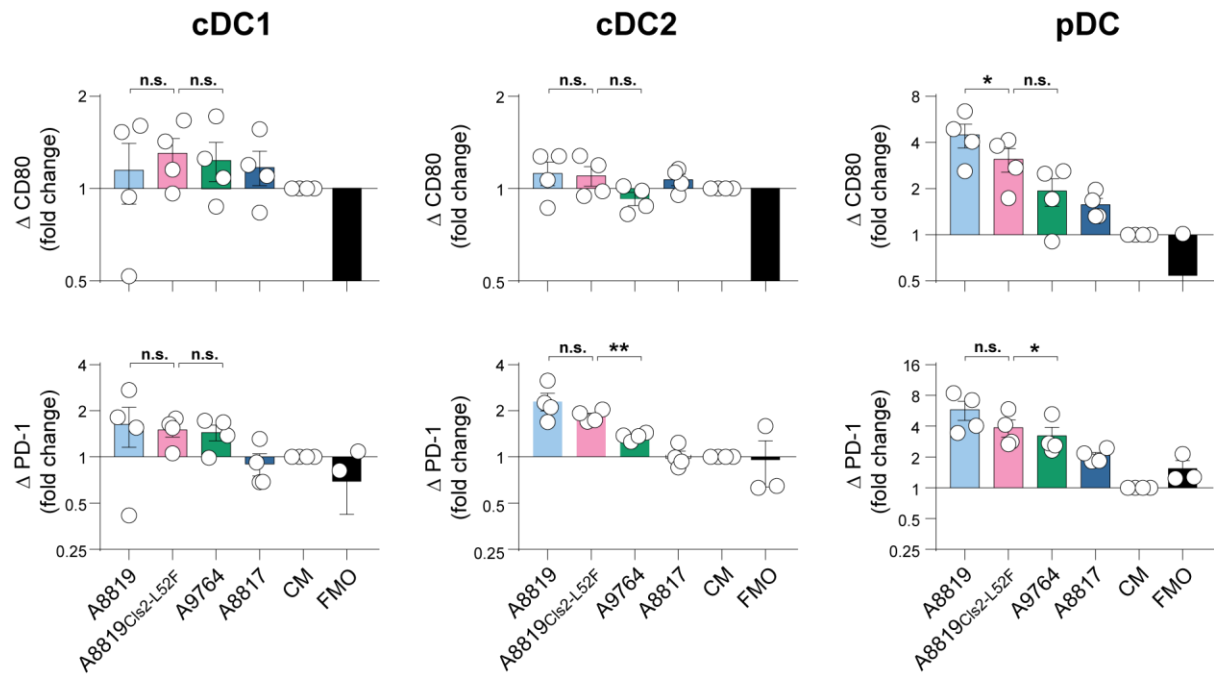 cDC1
cDC2
pDC
n.s. n.s.
Δ CD80
(fold change)
2
1
0.5
n.s. n.s.
Δ CD80
(fold change)
2
1
0.5
* n.s.
Δ CD80
(fold change)
8
4
2
1
0.5
n.s. n.s.
Δ PD-1
(fold change)
4
2
1
0.5
0.25
n.s. **
Δ PD-1
(fold change)
4
2
1
0.5
0.25
n.s. *
Δ PD-1
(fold change)
16
8
4
2
1
0.5
0.25
A8819
A8819Cls2-L52F
A9764
A8817
CM
FMO
A8819
A8819Cls2-L52F
A9764
A8817
CM
FMO
A8819
A8819Cls2-L52F
A9764
A8817
CM
FMO